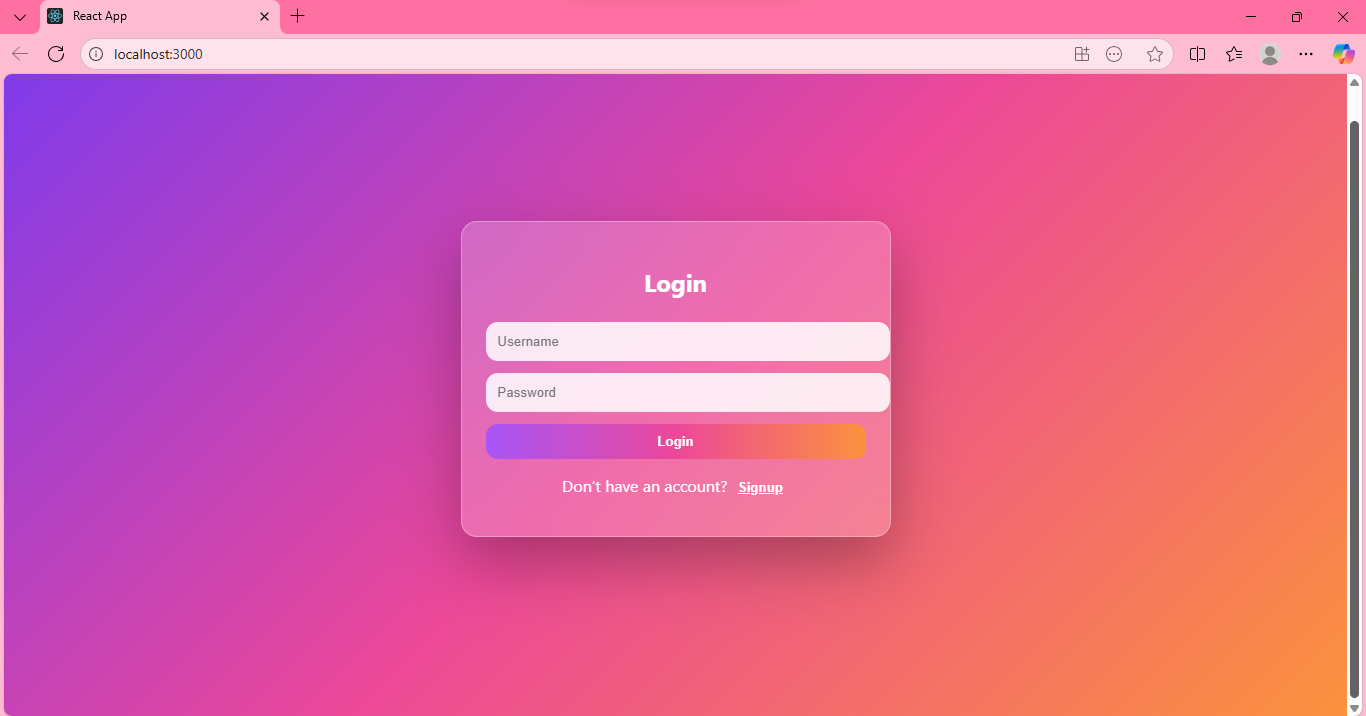 React App
localhost:3000
Login
Username
Password
Login
Don't have an account? Signup